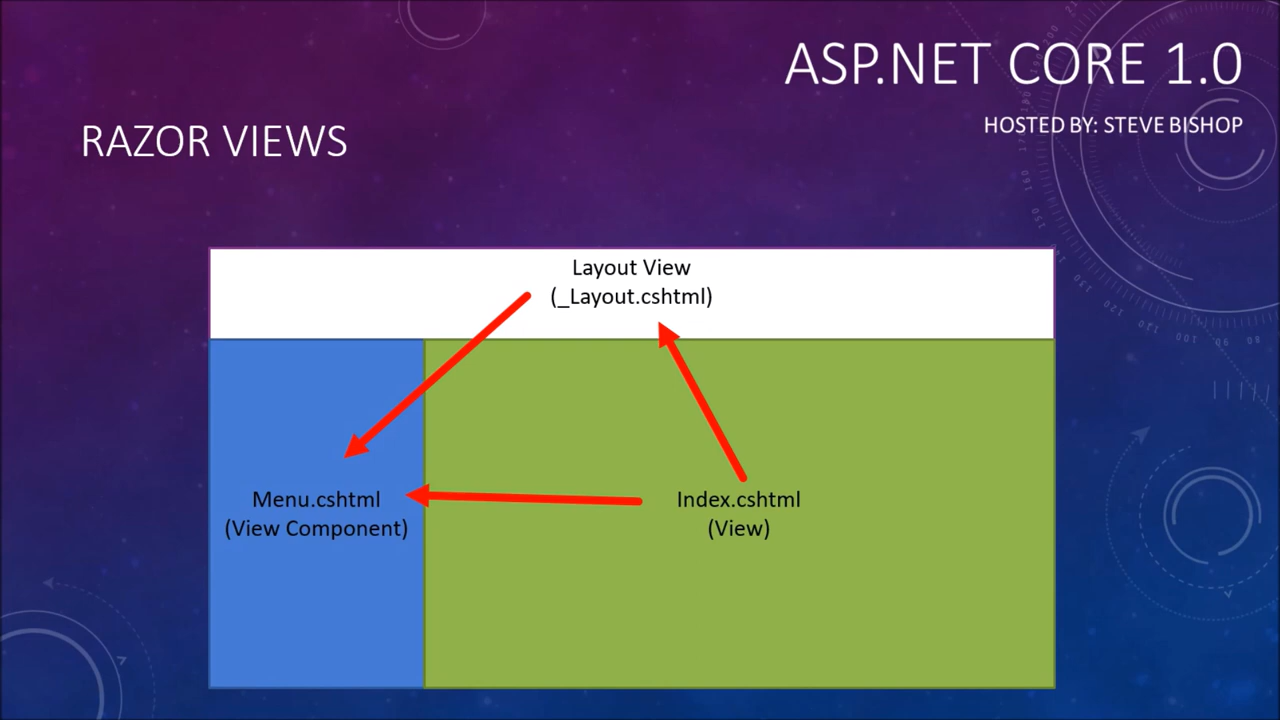 ASP.NET CORE 1.0
HOSTED BY: STEVE BISHOP
RAZOR VIEWS
Layout View
(_Layout.cshtml)
Menu.cshtml
(View Component)
Index.cshtml
(View)